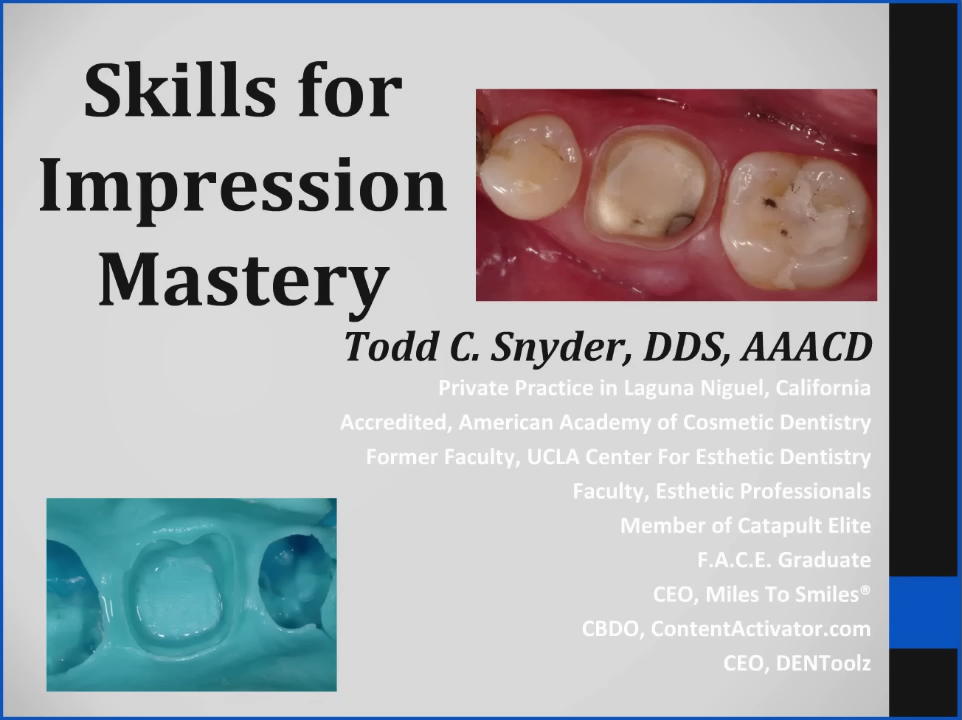 Skills for
Impression
Mastery
Todd C. Snyder, DDS, AAACD
Private Practice in Laguna Niguel, California
Accredited, American Academy of Cosmetic Dentistry
Former Faculty, UCLA Center For Esthetic Dentistry
Faculty, Esthetic Professionals
Member of Catapult Elite
F.A.C.E. Graduate
CEO, Miles To Smiles®
CBDO, ContentActivator.com
CEO, DENToolz